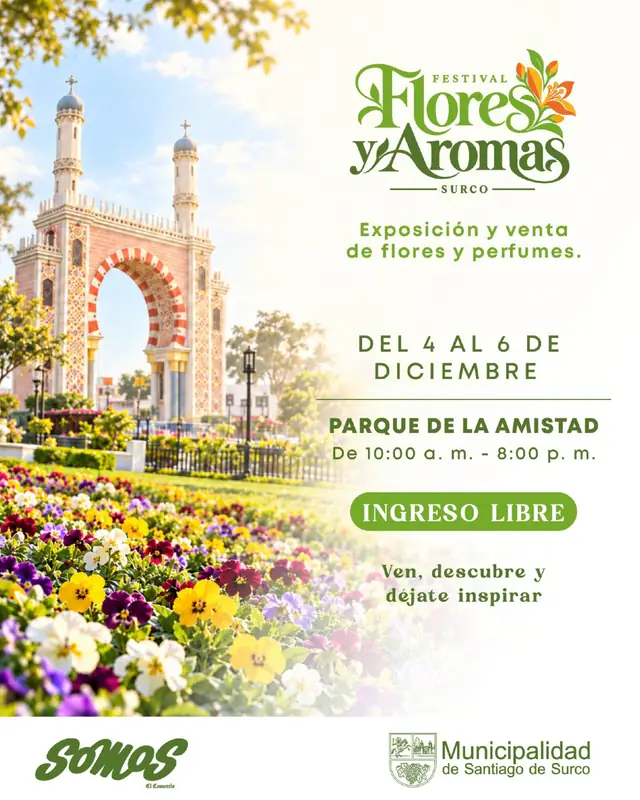 FESTIVAL
Flores
y Aromas
SURCO
Exposición y venta
de flores y perfumes.
DEL 4 AL 6 DE
DICIEMBRE
PARQUE DE LA AMISTAD
De 10:00 a. m. - 8:00 p. m.
INGRESO LIBRE
Ven, descubre y
déjate inspirar
SOMOS
El Comercio
Municipalidad
de Santiago de Surco